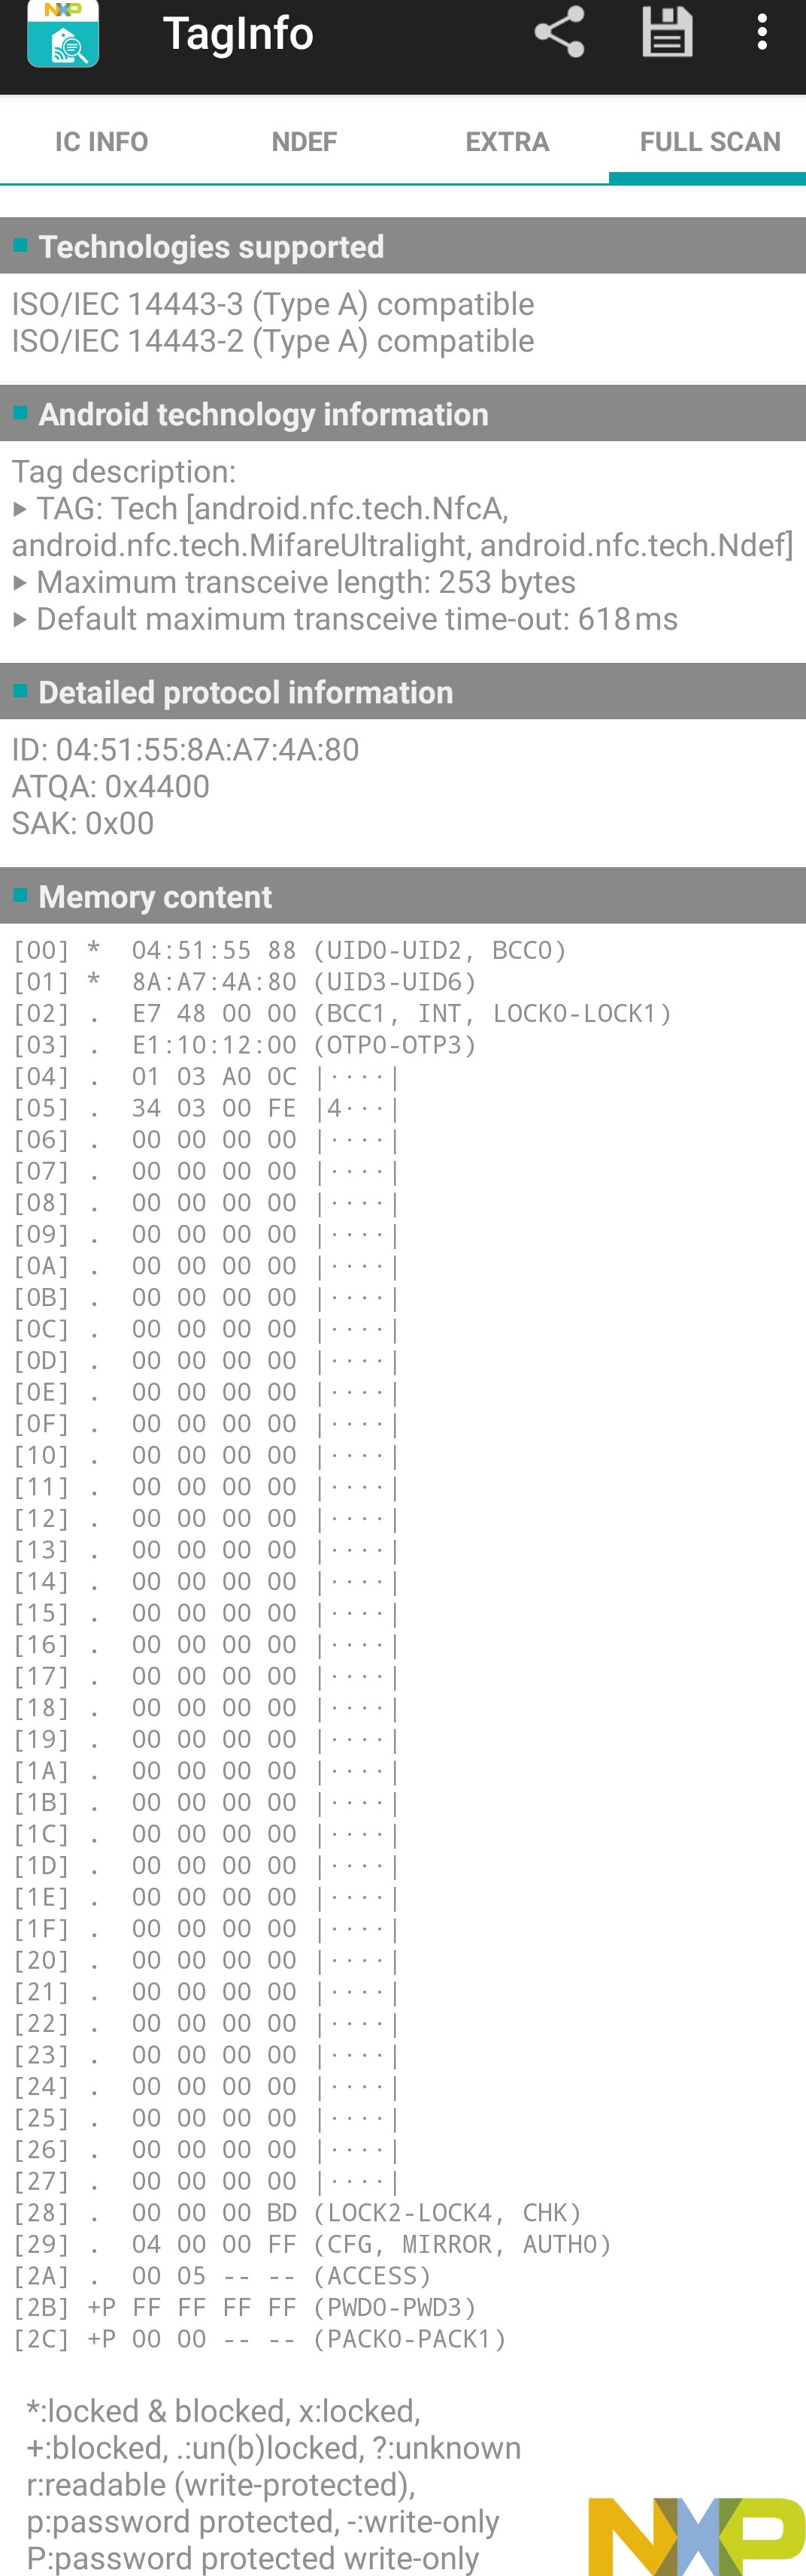 NXP
TagInfo
IC INFO NDEF EXTRA FULL SCAN
Technologies supported
ISO/IEC 14443-3 (Type A) compatible
ISO/IEC 14443-2 (Type A) compatible
Android technology information
Tag description:
▸ TAG: Tech [android.nfc.tech.NfcA,
android.nfc.tech.MifareUltralight, android.nfc.tech.Ndef]
▸ Maximum transceive length: 253 bytes
▸ Default maximum transceive time-out: 618 ms
Detailed protocol information
ID: 04:51:55:8A:A7:4A:80
ATQA: 0x4400
SAK: 0x00
Memory content
[00] * 04:51:55 88 (UID0-UID2, BCC0)
[01] * 8A:A7:4A:80 (UID3-UID6)
[02] . E7 48 00 00 (BCC1, INT, LOCK0-LOCK1)
[03] . E1:10:12:00 (OTP0-OTP3)
[04] . 01 03 A0 0C |····|
[05] . 34 03 00 FE |4···|
[06] . 00 00 00 00 |····|
[07] . 00 00 00 00 |····|
[08] . 00 00 00 00 |····|
[09] . 00 00 00 00 |····|
[0A] . 00 00 00 00 |····|
[0B] . 00 00 00 00 |····|
[0C] . 00 00 00 00 |····|
[0D] . 00 00 00 00 |····|
[0E] . 00 00 00 00 |····|
[0F] . 00 00 00 00 |····|
[10] . 00 00 00 00 |····|
[11] . 00 00 00 00 |····|
[12] . 00 00 00 00 |····|
[13] . 00 00 00 00 |····|
[14] . 00 00 00 00 |····|
[15] . 00 00 00 00 |····|
[16] . 00 00 00 00 |····|
[17] . 00 00 00 00 |····|
[18] . 00 00 00 00 |····|
[19] . 00 00 00 00 |····|
[1A] . 00 00 00 00 |····|
[1B] . 00 00 00 00 |····|
[1C] . 00 00 00 00 |····|
[1D] . 00 00 00 00 |····|
[1E] . 00 00 00 00 |····|
[1F] . 00 00 00 00 |····|
[20] . 00 00 00 00 |····|
[21] . 00 00 00 00 |····|
[22] . 00 00 00 00 |····|
[23] . 00 00 00 00 |····|
[24] . 00 00 00 00 |····|
[25] . 00 00 00 00 |····|
[26] . 00 00 00 00 |····|
[27] . 00 00 00 00 |····|
[28] . 00 00 00 BD (LOCK2-LOCK4, CHK)
[29] . 04 00 00 FF (CFG, MIRROR, AUTH0)
[2A] . 00 05 -- -- (ACCESS)
[2B] +P FF FF FF FF (PWD0-PWD3)
[2C] +P 00 00 -- -- (PACK0-PACK1)
*:locked & blocked, x:locked,
+:blocked, .:un(b)locked, ?:unknown
r:readable (write-protected),
p:password protected, -:write-only
P:password protected write-only
NXP